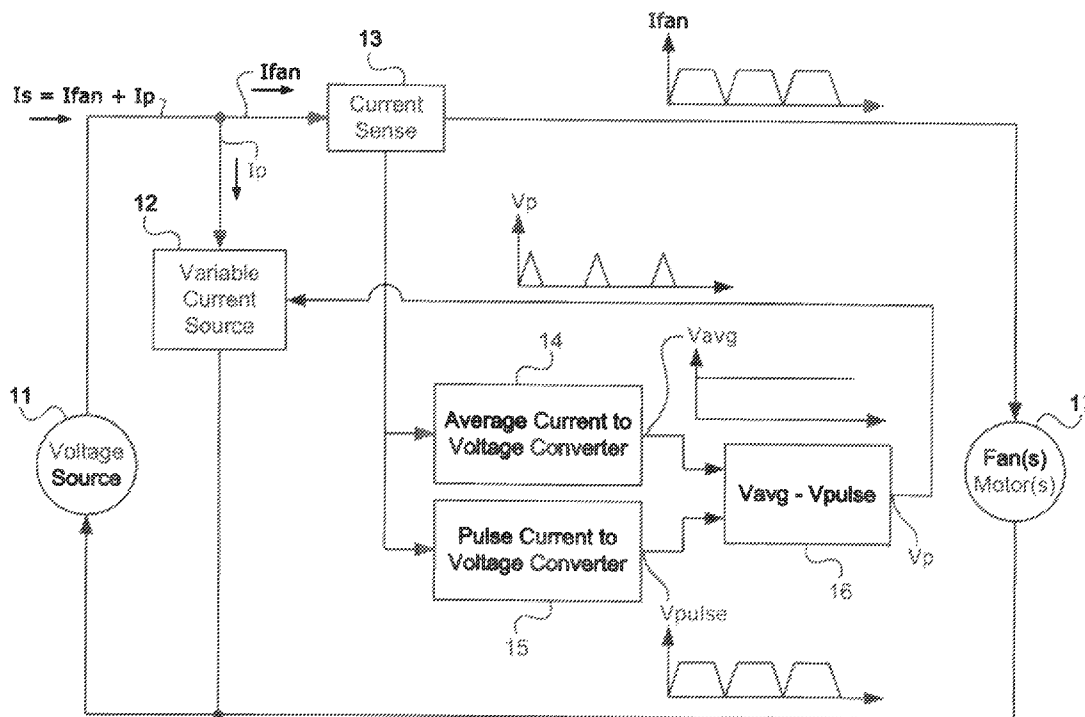 Is = Ifan + Ip
Ifan
13
Current
Sense
Ifan
Ip
12
Variable
Current
Source
Vp
11
Voltage
Source
14
Average Current to
Voltage Converter
Vavg
Pulse Current to
Voltage Converter
15
Vpulse
Vavg - Vpulse
16
Vp
Fan(s)
Motor(s)